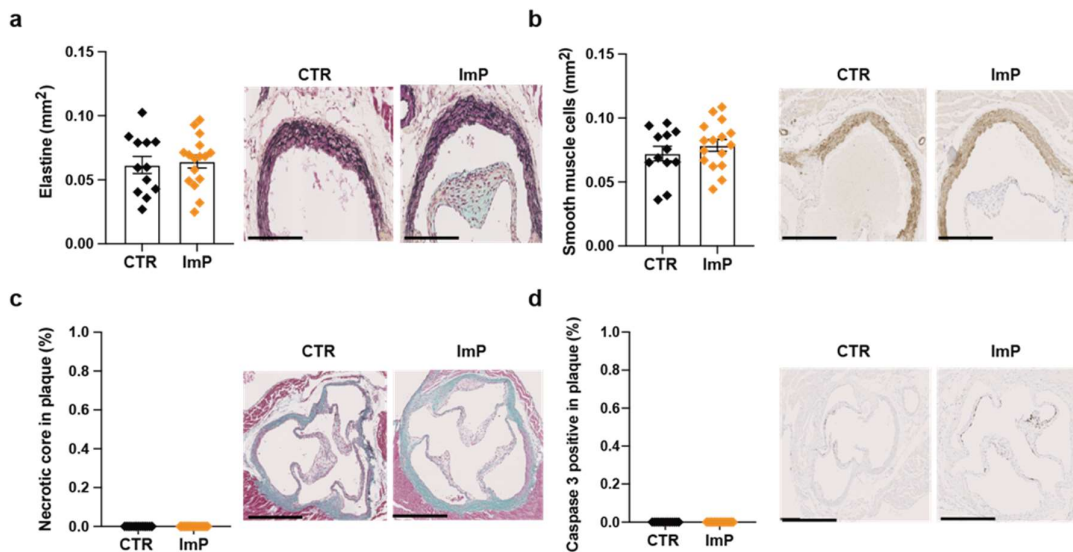 a
Elastine (mm²)
0.15
0.10
0.05
0.00
CTR
ImP
CTR
ImP
b
Smooth muscle cells (mm²)
0.15
0.10
0.05
0.00
CTR
ImP
CTR
ImP
c
Necrotic core in plaque (%)
1.0
0.8
0.6
0.4
0.2
0.0
CTR
ImP
CTR
ImP
d
Caspase 3 positive in plaque (%)
1.0
0.8
0.6
0.4
0.2
0.0
CTR
ImP
CTR
ImP